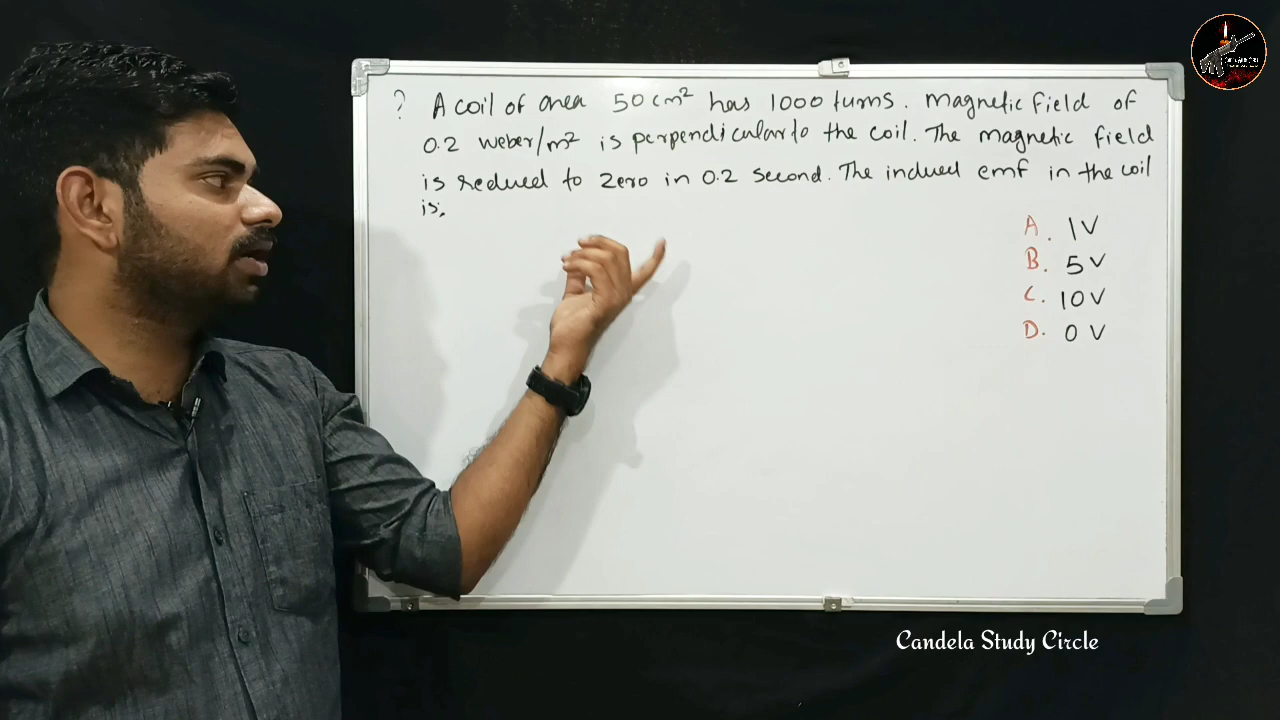 ? A coil of area 50 cm² has 1000 turns. Magnetic field of
0.2 weber/m² is perpendicular to the coil. The magnetic field
is reduced to Zero in 0.2 second. The induced emf in the coil
is.
A. 1V
B. 5V
C. 10V
D. 0V
Candela Study Circle